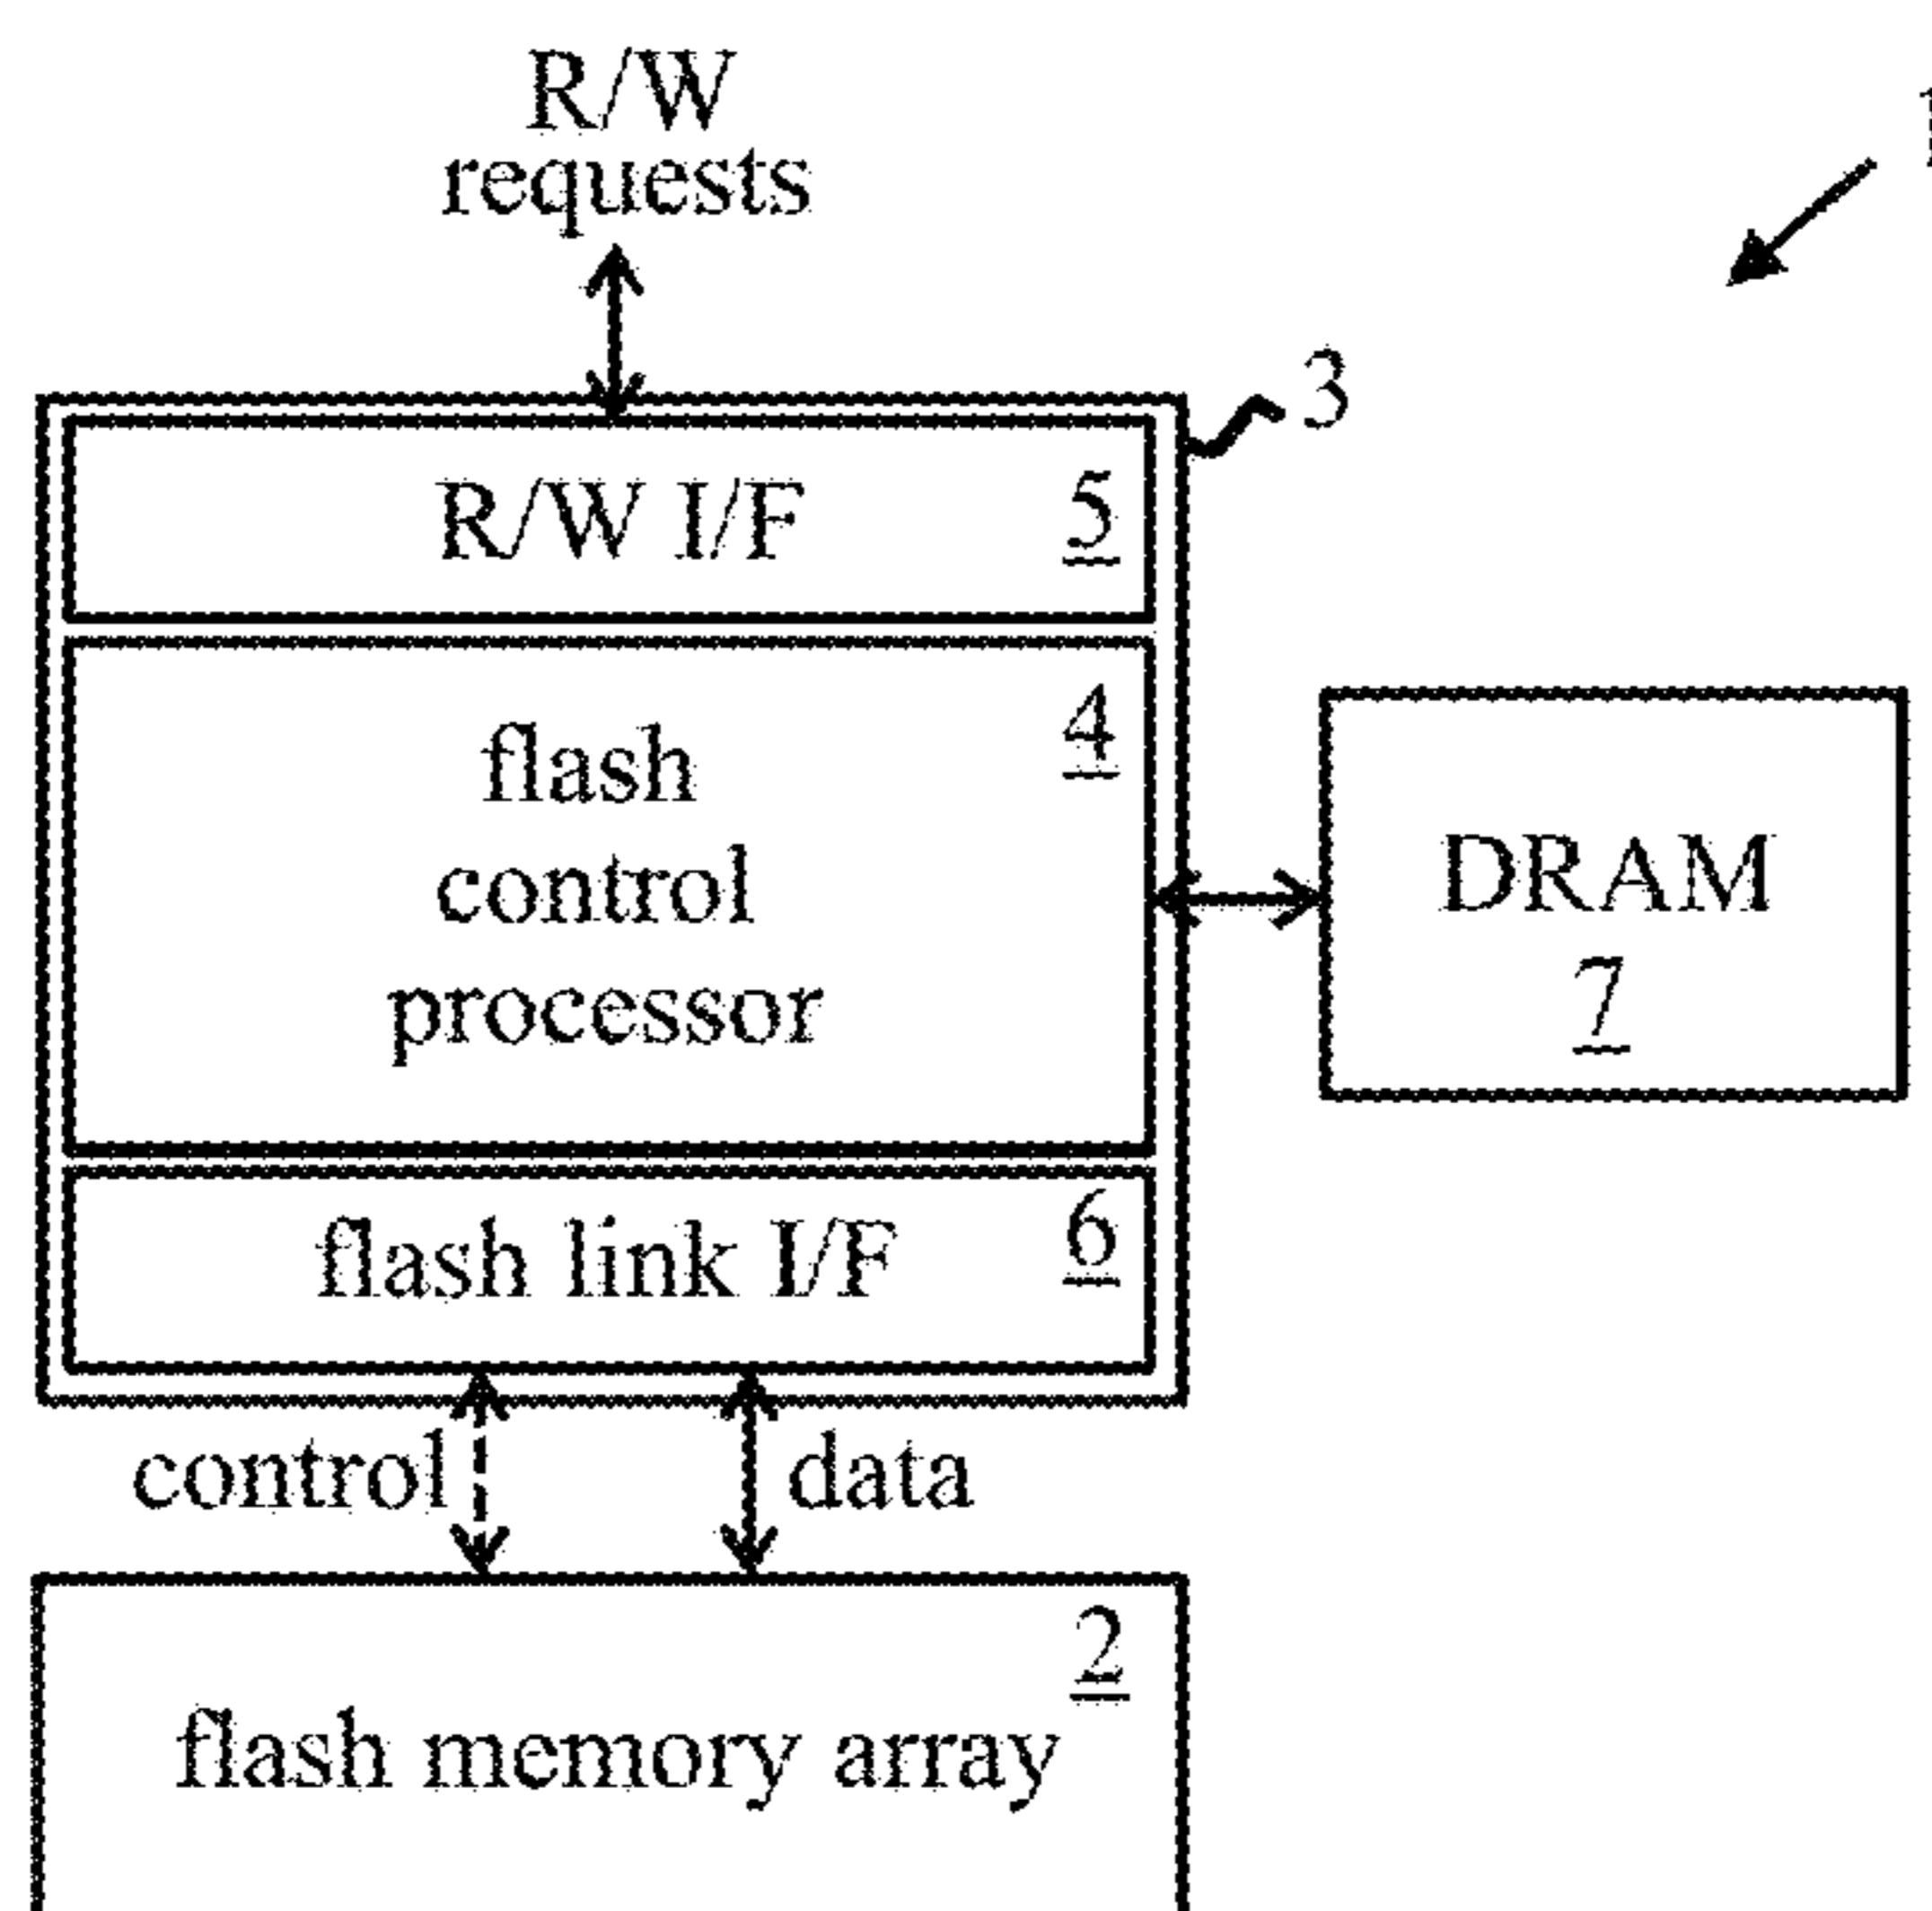 R/W
requests
1
3
R/W I/F 5
4
flash
control
processor
DRAM
7
flash link I/F 6
control
data
2
flash memory array